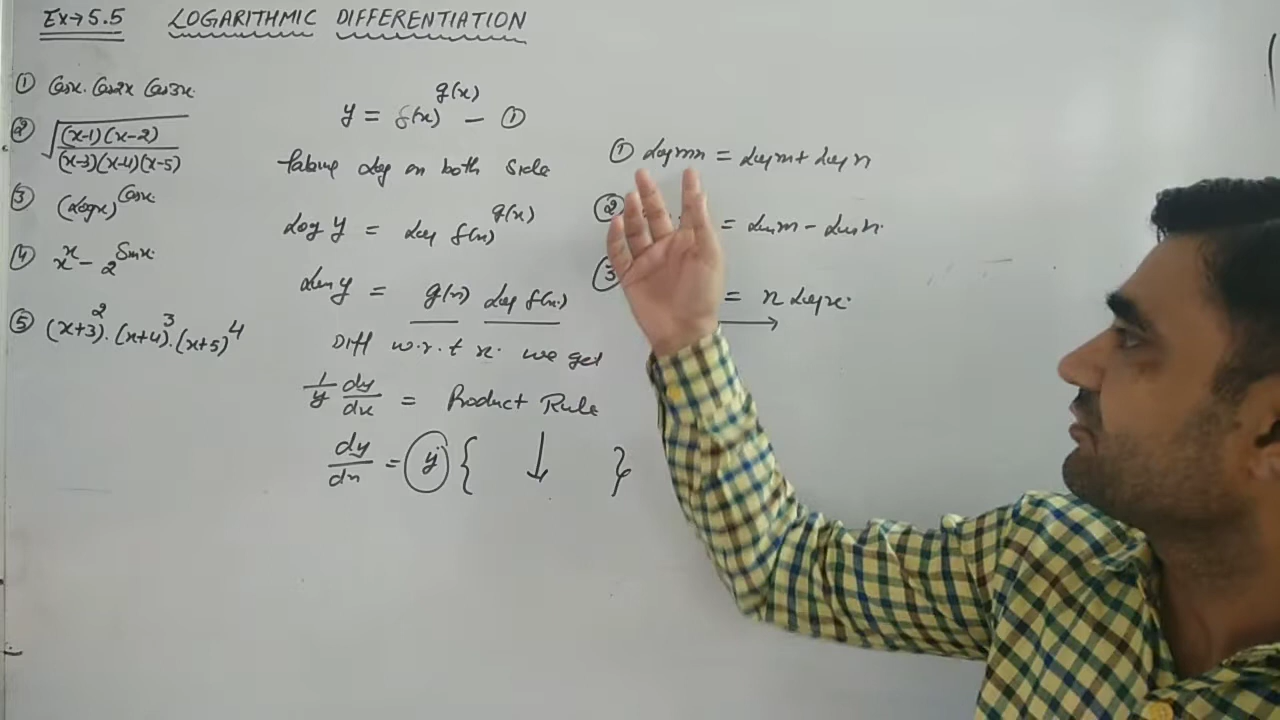 Ex→5.5 LOGARITHMIC DIFFERENTIATION
① Cosx. Cos2x Cos3x.
② √((x-1)(x-2)/(x-3)(x-4)(x-5))
③ (logx)^Cosx.
④ x^x - 2^Sinx.
⑤ (x+3)^2. (x+4)^3. (x+5)^4
y = f(x)^g(x) — ①
Taking log on both side
Log y = log f(x)^g(x)
log y = g(x) log f(x)
Diff w.r.t x. we get
1/y dy/dx = Product Rule
dy/dx = y { ↓ }
① log mn = log m + log n
② = log m - log n.
③ = n log x.